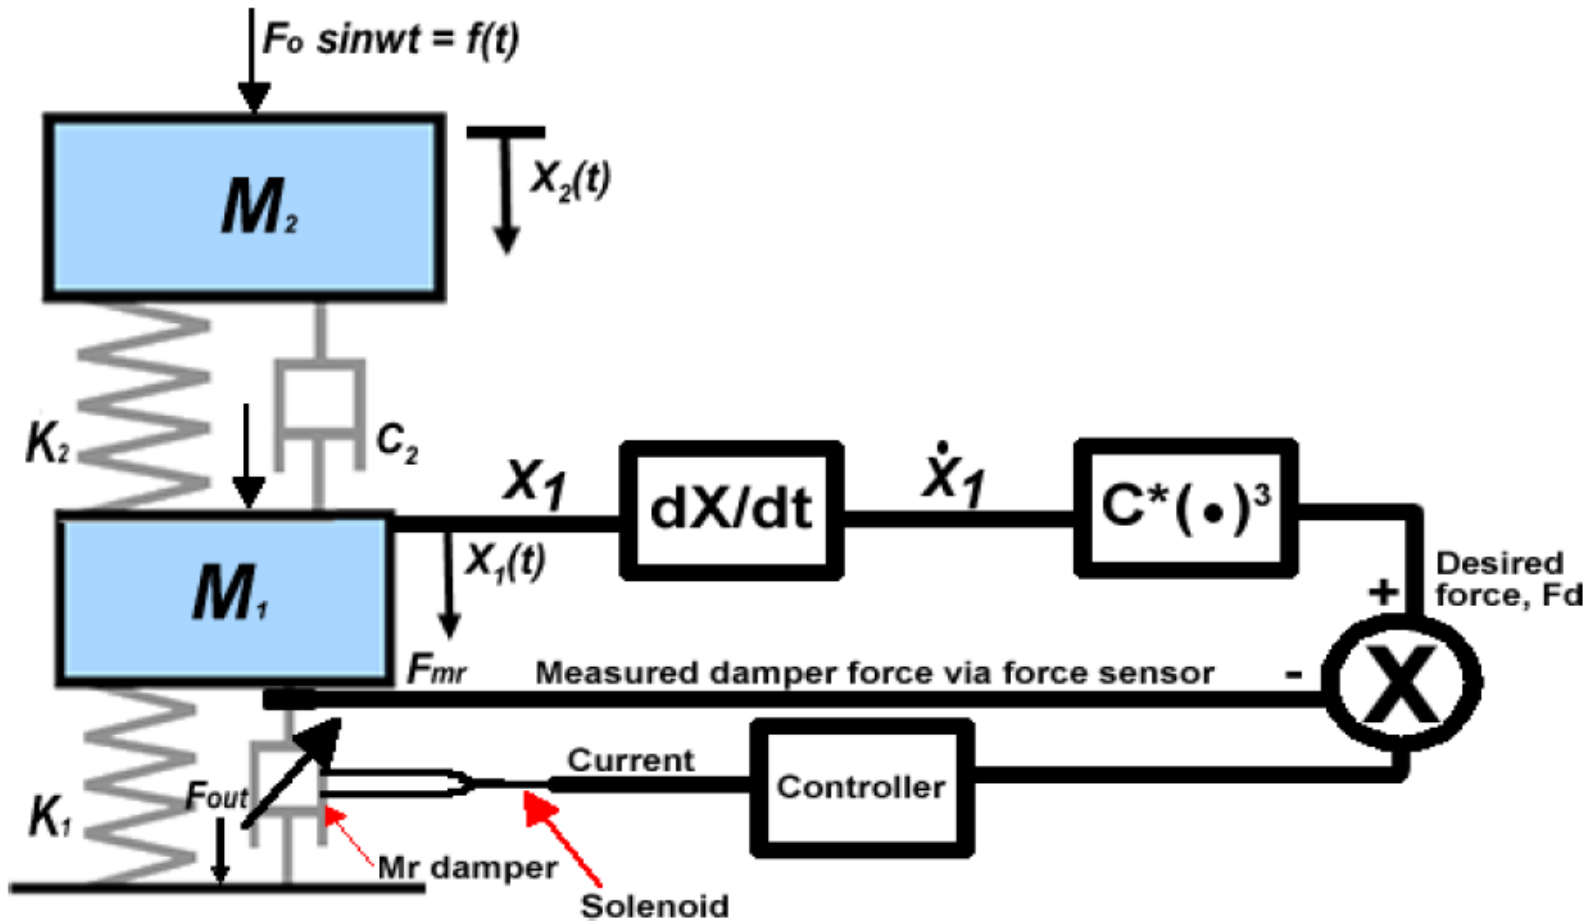 Fo sinwt = f(t)
M2
X2(t)
K2
C2
X1
dX/dt
Ẋ1
C*(•)³
M1
X1(t)
Desired
force, Fd
+
Fmr
Measured damper force via force sensor
-
X
Current
Controller
Fout
K1
Mr damper
Solenoid